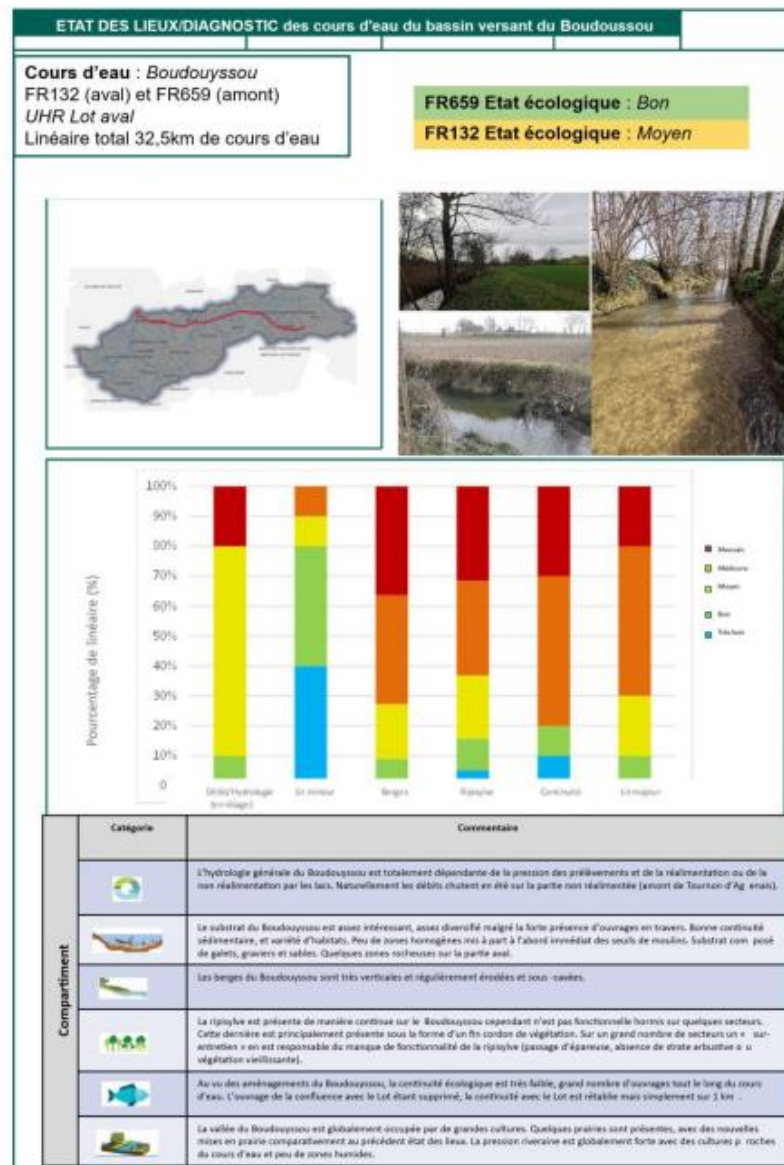 ETAT DES LIEUX/DIAGNOSTIC des cours d'eau du bassin versant du Boudoussou
Cours d'eau : Boudouyssou
FR132 (aval) et FR659 (amont)
UHR Lot aval
Linéaire total 32,5km de cours d'eau
FR659 Etat écologique : Bon
FR132 Etat écologique : Moyen
Pourcentage de linéaire (%)
100%
90%
80%
70%
60%
50%
40%
30%
20%
10%
0
Mauvais
Médiocre
Moyen
Bon
Très bon
Débit/Hydrologie
(en étiage)
Lit mineur
Berges
Ripisylve
Continuité
Lit majeur
Compartiment
Catégorie
Commentaire
L'hydrologie générale du Boudouyssou est totalement dépendante de la pression des prélèvements et de la réalimentation ou de la
non réalimentation par les lacs. Naturellement les débits chutent en été sur la partie non réalimentée (amont de Tournon d'Ag enais).
Le substrat du Boudouyssou est assez intéressant, assez diversifié malgré la forte présence d'ouvrages en travers. Bonne continuité
sédimentaire, et variété d'habitats. Peu de zones homogènes mis à part à l'abord immédiat des seuils de moulins. Substrat com posé
de galets, graviers et sables. Quelques zones rocheuses sur la partie aval.
Les berges du Boudouyssou sont très verticales et régulièrement érodées et sous -cavées.
La ripisylve est présente de manière continue sur le Boudouyssou cependant n'est pas fonctionnelle hormis sur quelques secteurs.
Cette dernière est principalement présente sous la forme d'un fin cordon de végétation. Sur un grand nombre de secteurs un « sur-
entretien » en est responsable du manque de fonctionnalité de la ripisylve (passage d'épareuse, absence de strate arbustive o u
végétation vieillissante).
Au vu des aménagements du Boudouyssou, la continuité écologique est très faible, grand nombre d'ouvrages tout le long du cours
d'eau. L'ouvrage de la confluence avec le Lot étant supprimé, la continuité avec le Lot est rétablie mais simplement sur 1 km .
La vallée du Boudouyssou est globalement occupée par de grandes cultures. Quelques prairies sont présentes, avec des nouvelles
mises en prairie comparativement au précédent état des lieux. La pression riveraine est globalement forte avec des cultures p roches
du cours d'eau et peu de zones humides.